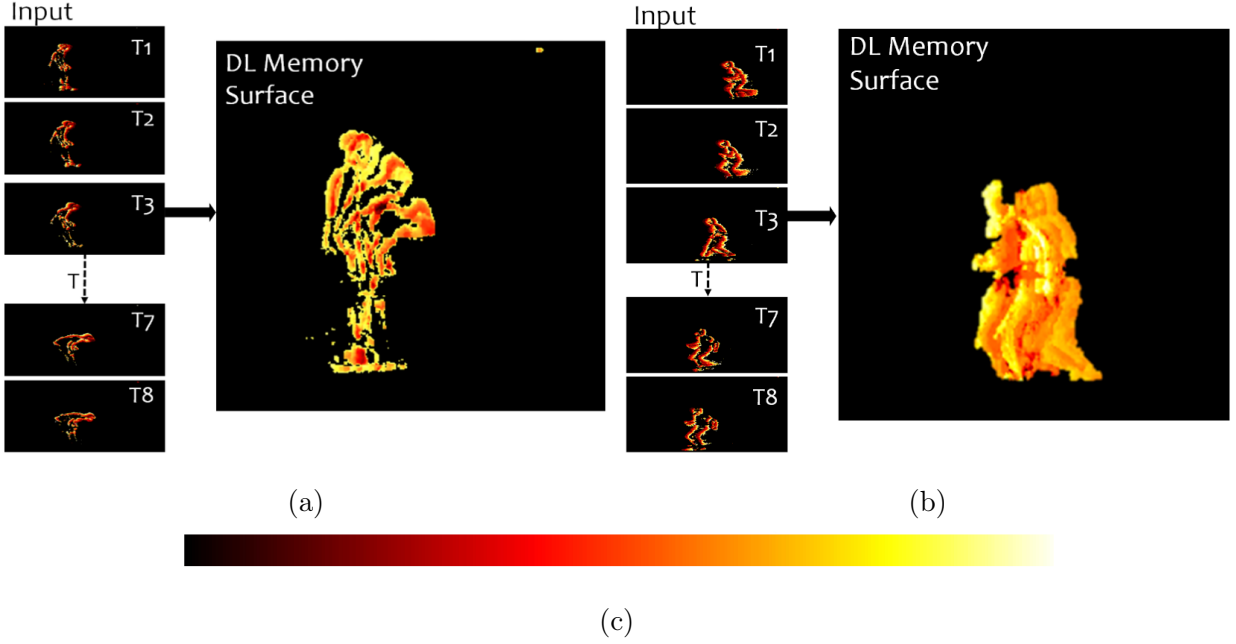 Input
T1
T2
T3
T
T7
T8
DL Memory
Surface
(a)
Input
T1
T2
T3
T
T7
T8
DL Memory
Surface
(b)
(c)